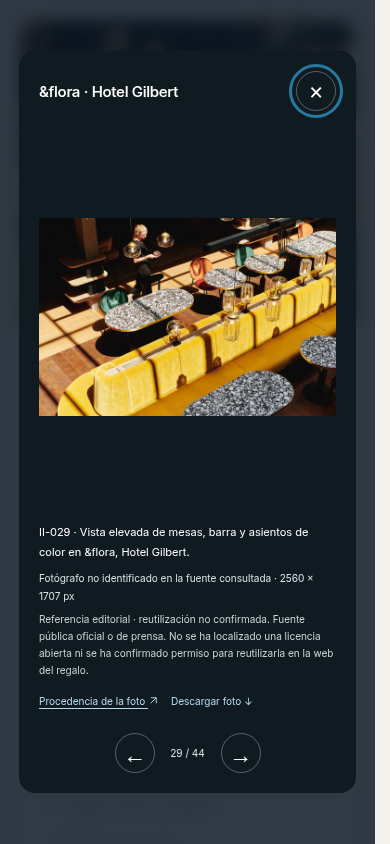 &flora · Hotel Gilbert
×
II-029 · Vista elevada de mesas, barra y asientos de
color en &flora, Hotel Gilbert.
Fotógrafo no identificado en la fuente consultada · 2560 ×
1707 px
Referencia editorial · reutilización no confirmada. Fuente
pública oficial o de prensa. No se ha localizado una licencia
abierta ni se ha confirmado permiso para reutilizarla en la web
del regalo.
Procedencia de la foto ↗ Descargar foto ↓
← 29 / 44 →